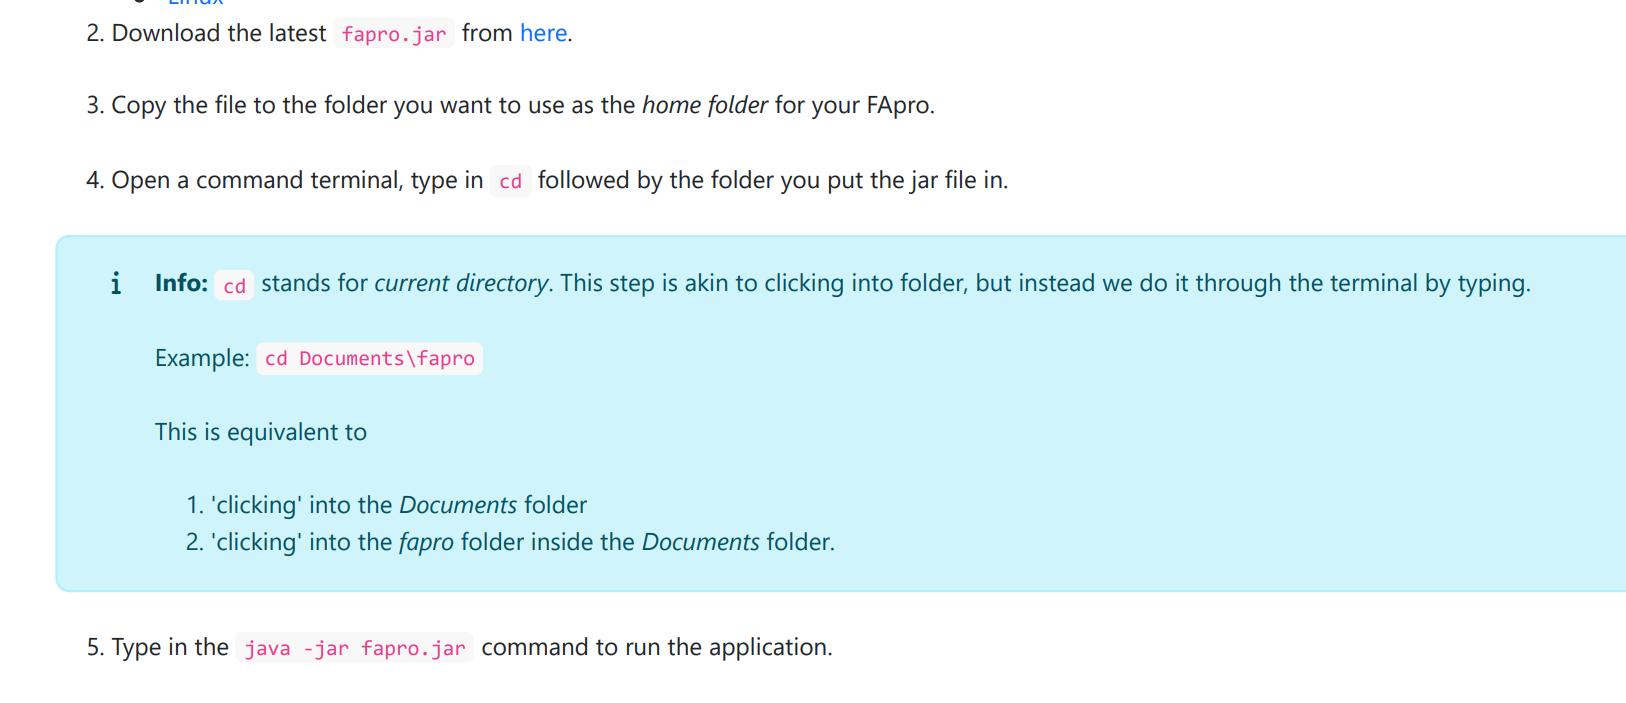 Linux
2. Download the latest fapro.jar from here.
3. Copy the file to the folder you want to use as the home folder for your FApro.
4. Open a command terminal, type in cd followed by the folder you put the jar file in.
i Info: cd stands for current directory. This step is akin to clicking into folder, but instead we do it through the terminal by typing.
Example: cd Documents\fapro
This is equivalent to
1. 'clicking' into the Documents folder
2. 'clicking' into the fapro folder inside the Documents folder.
5. Type in the java -jar fapro.jar command to run the application.